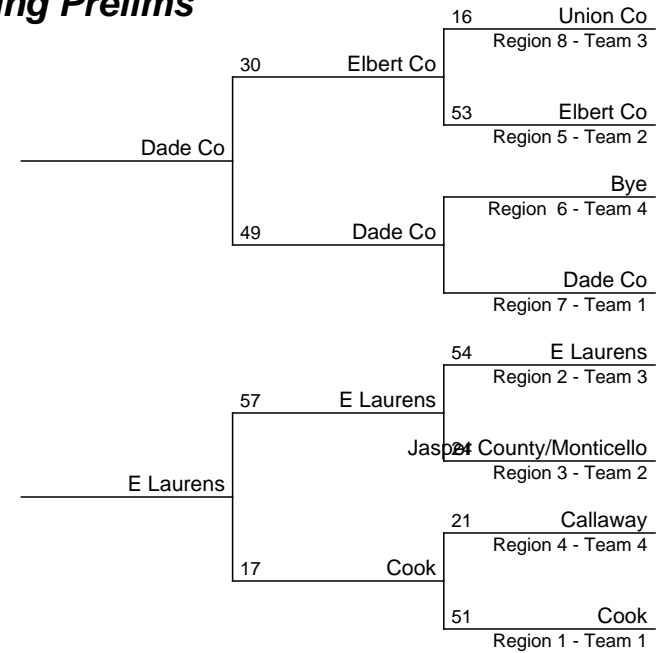 Prelims
16 Union Co
Region 8 - Team 3
30 Elbert Co
53 Elbert Co
Region 5 - Team 2
Dade Co
Bye
Region 6 - Team 4
49 Dade Co
Dade Co
Region 7 - Team 1
54 E Laurens
Region 2 - Team 3
57 E Laurens
24 Jasper County/Monticello
Region 3 - Team 2
E Laurens
21 Callaway
Region 4 - Team 4
17 Cook
51 Cook
Region 1 - Team 1